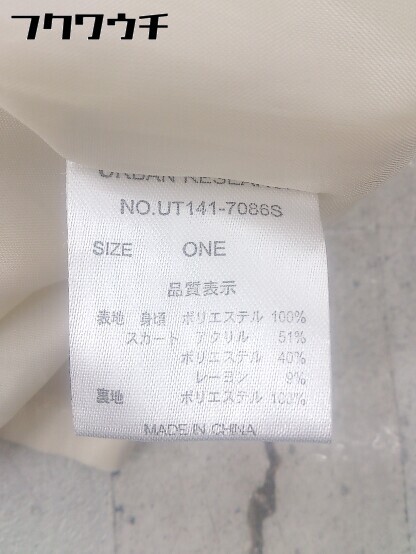 フクワウチ
URBAN RESEARCH
NO.UT141-7086S
SIZE ONE
品質表示
表地 身頃 ポリエステル 100%
スカート アクリル 51%
ポリエステル 40%
レーヨン 9%
裏地 ポリエステル 100%
MADE IN CHINA